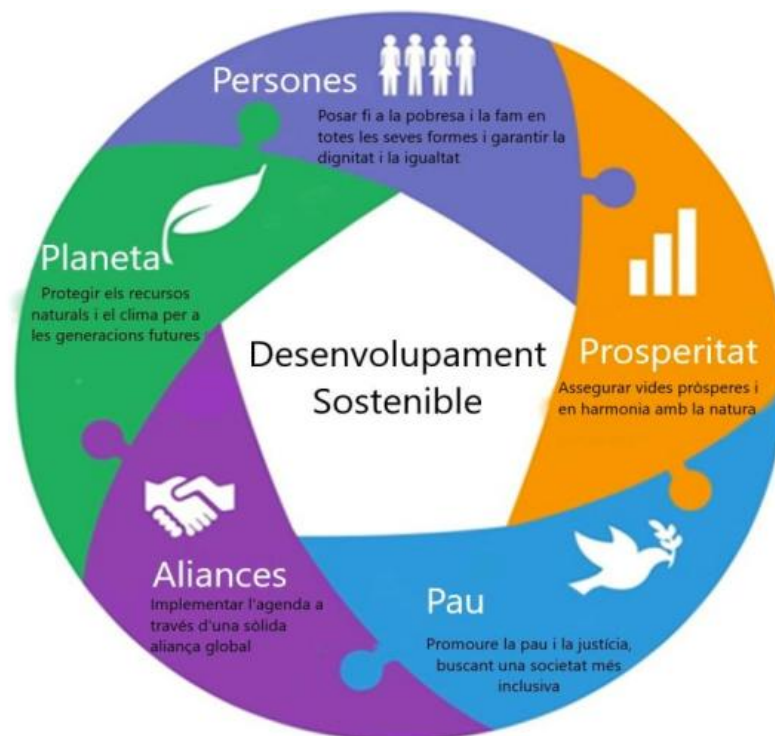 Persones
Posar fi a la pobresa i la fam en
totes les seves formes i garantir la
dignitat i la igualtat
Planeta
Protegir els recursos
naturals i el clima per a
les generacions futures
Desenvolupament
Sostenible
Prosperitat
Assegurar vides pròsperes i
en harmonia amb la natura
Aliances
Implementar l'agenda a
través d'una sòlida
aliança global
Pau
Promoure la pau i la justícia,
buscant una societat més
inclusiva